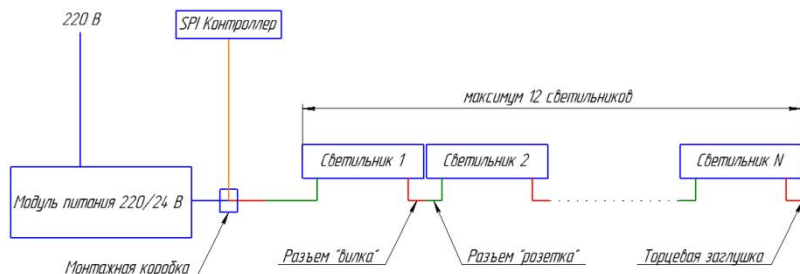 220 В
SPI Контроллер
максимум 12 светильников
Светильник 1
Светильник 2
Светильник N
Модуль питания 220/24 В
Разъем "вилка"
Разъем "розетка"
Торцевая заглушка
Монтажная коробка